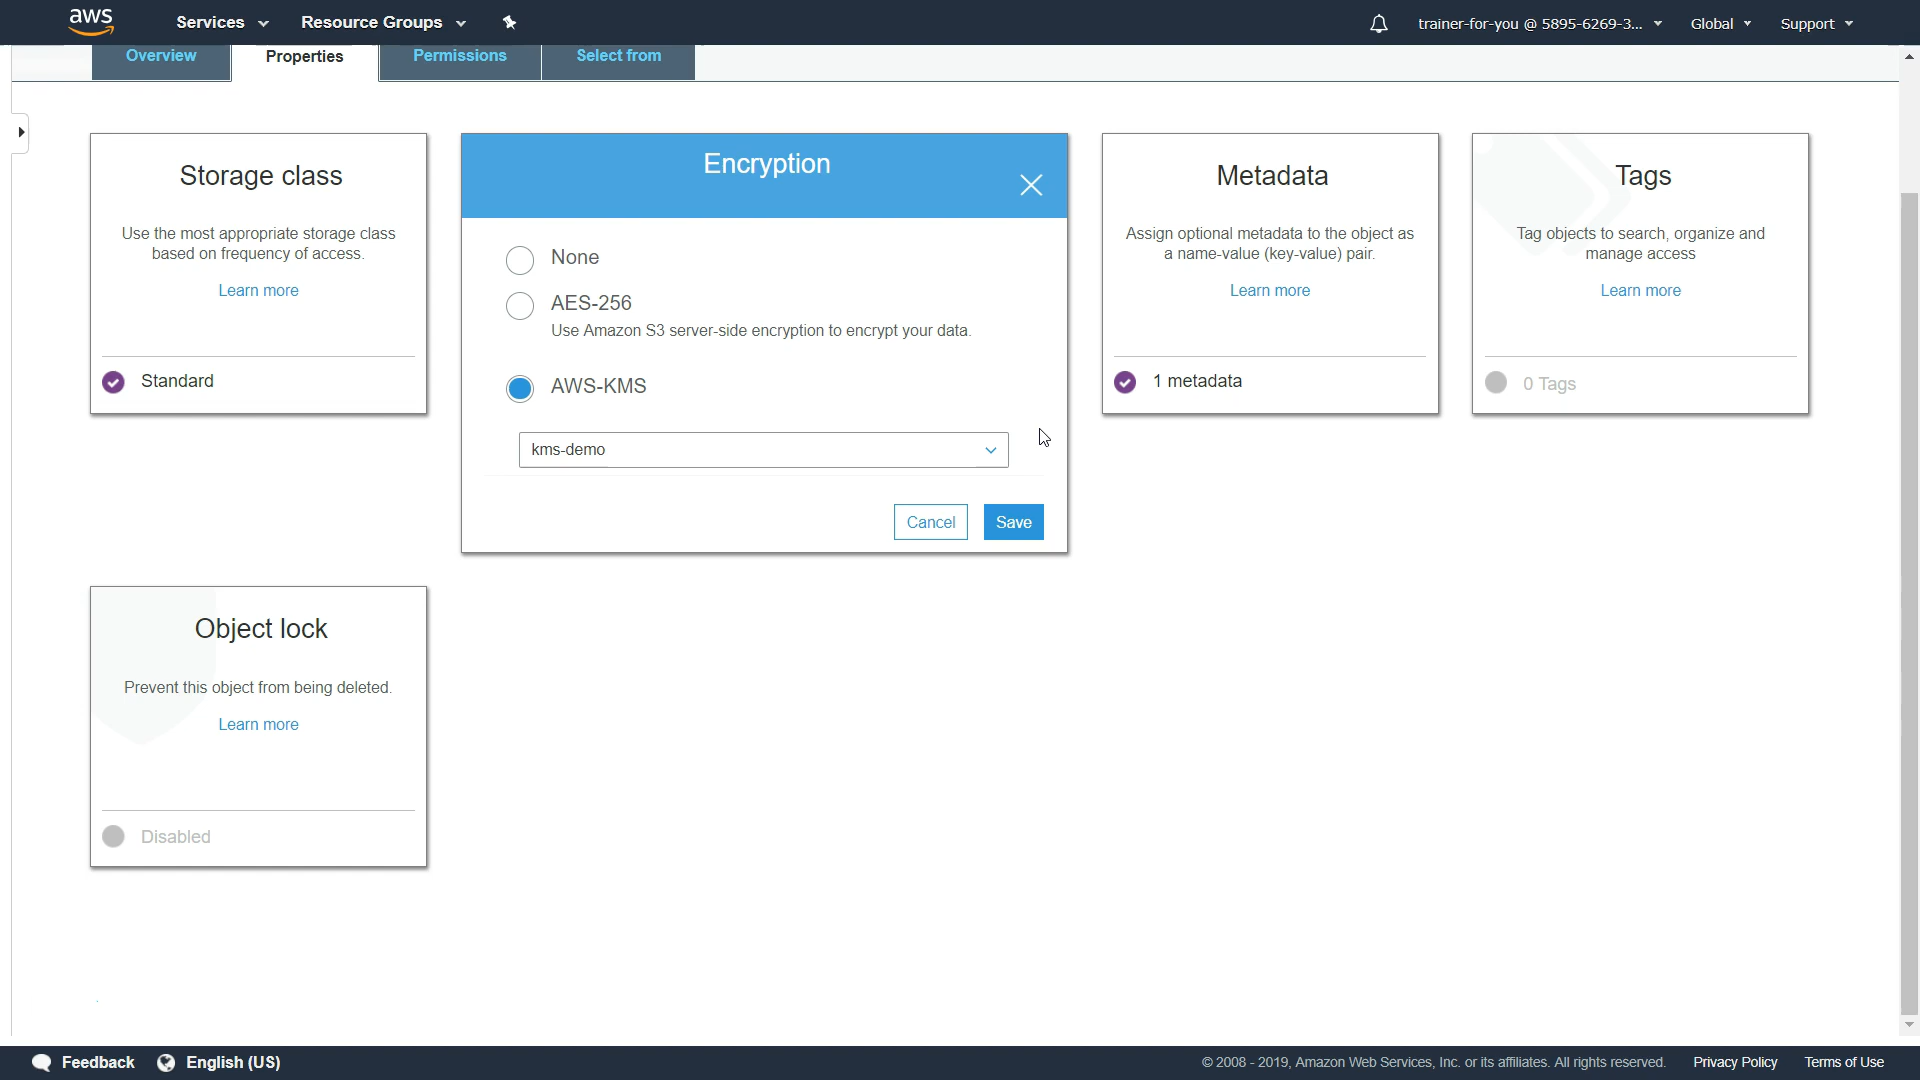 aws Services Resource Groups trainer-for-you @ 5895-6269-3... Global Support
Overview Properties Permissions Select from
Storage class
Use the most appropriate storage class
based on frequency of access.
Learn more
Standard
Encryption
None
AES-256
Use Amazon S3 server-side encryption to encrypt your data.
AWS-KMS
kms-demo
Cancel Save
Metadata
Assign optional metadata to the object as
a name-value (key-value) pair.
Learn more
1 metadata
Tags
Tag objects to search, organize and
manage access
Learn more
0 Tags
Object lock
Prevent this object from being deleted.
Learn more
Disabled
Feedback English (US) © 2008 - 2019, Amazon Web Services, Inc. or its affiliates. All rights reserved. Privacy Policy Terms of Use